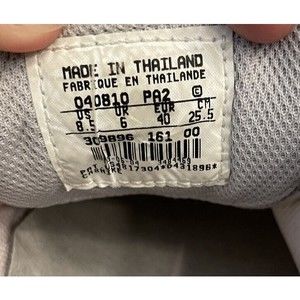 MADE IN THAILAND
FABRIQUE EN THAILANDE
040810 PA2 ©
US UK EUR CM
8.5 6 40 25.5
309896 161 00